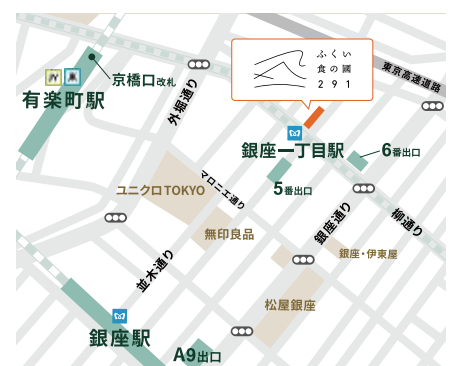 ふくい
食の國
291
東京高速道路
京橋口改札
有楽町駅
外堀通り
銀座一丁目駅
6番出口
5番出口
マロニエ通り
ユニクロTOKYO
無印良品
銀座通り
柳通り
銀座・伊東屋
並木通り
松屋銀座
銀座駅
A9出口